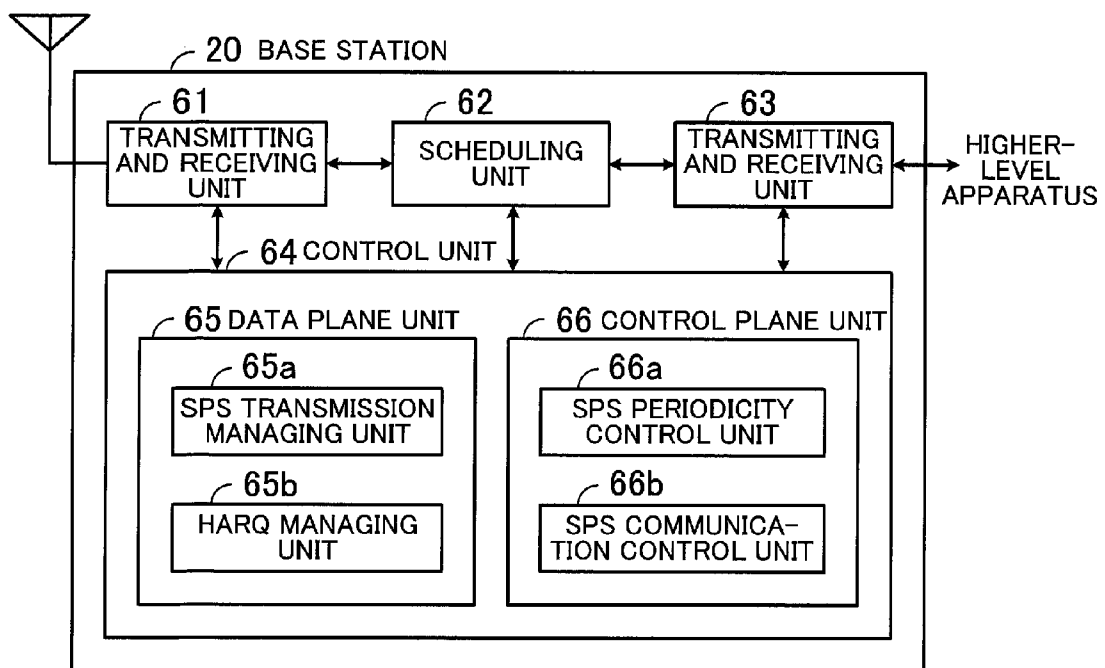 20 BASE STATION
61
TRANSMITTING
AND RECEIVING
UNIT
62
SCHEDULING
UNIT
63
TRANSMITTING
AND RECEIVING
UNIT
HIGHER-
LEVEL
APPARATUS
64 CONTROL UNIT
65 DATA PLANE UNIT
65a
SPS TRANSMISSION
MANAGING UNIT
65b
HARQ MANAGING
UNIT
66 CONTROL PLANE UNIT
66a
SPS PERIODICITY
CONTROL UNIT
66b
SPS COMMUNICA-
TION CONTROL UNIT